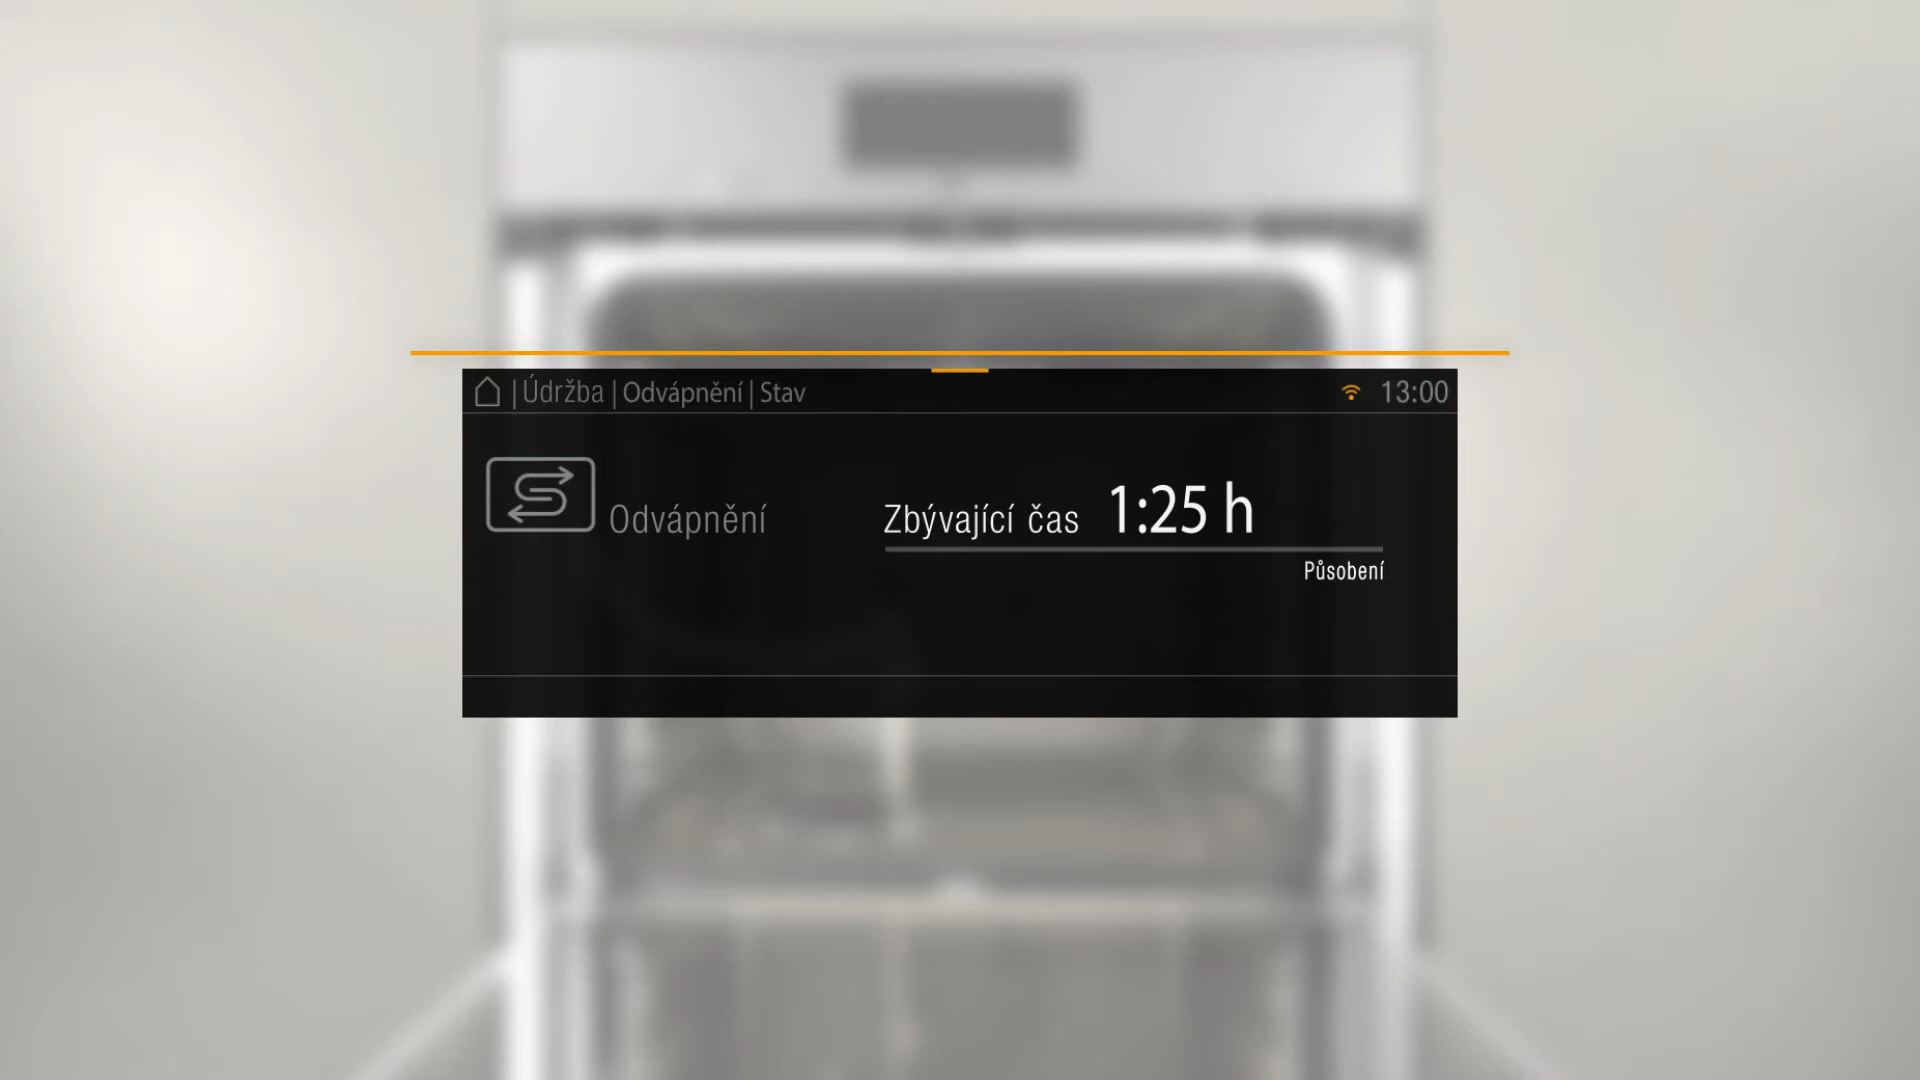 | Údržba | Odvápnění | Stav 13:00
Odvápnění Zbývající čas 1:25 h
Působení